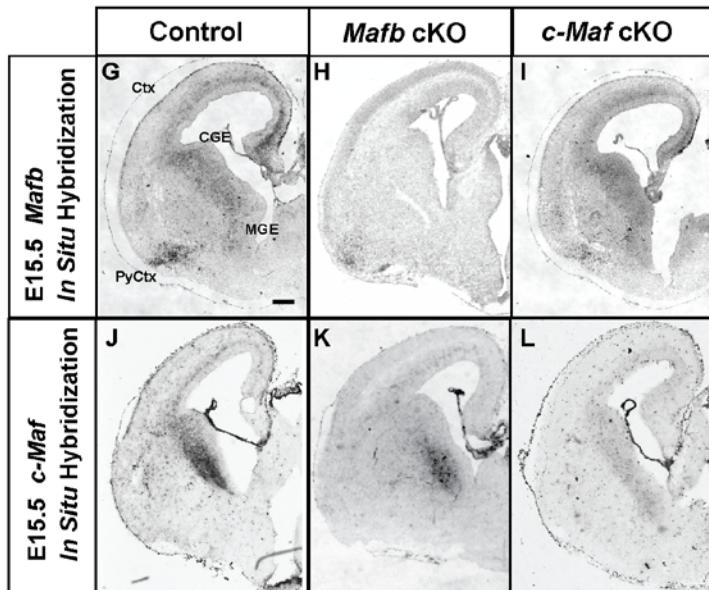 Control
Mafb cKO
c-Maf cKO
E15.5 Mafb
In Situ Hybridization
G
Ctx
CGE
MGE
PyCtx
H
I
E15.5 c-Maf
In Situ Hybridization
J
K
L